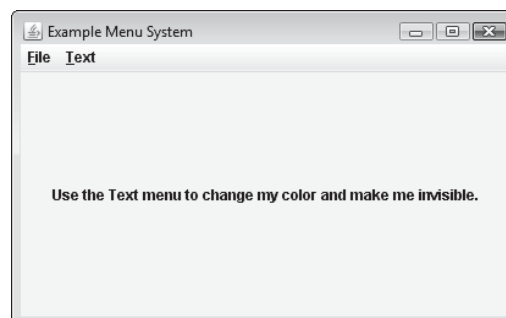 Example Menu System
File Text
Use the Text menu to change my color and make me invisible.